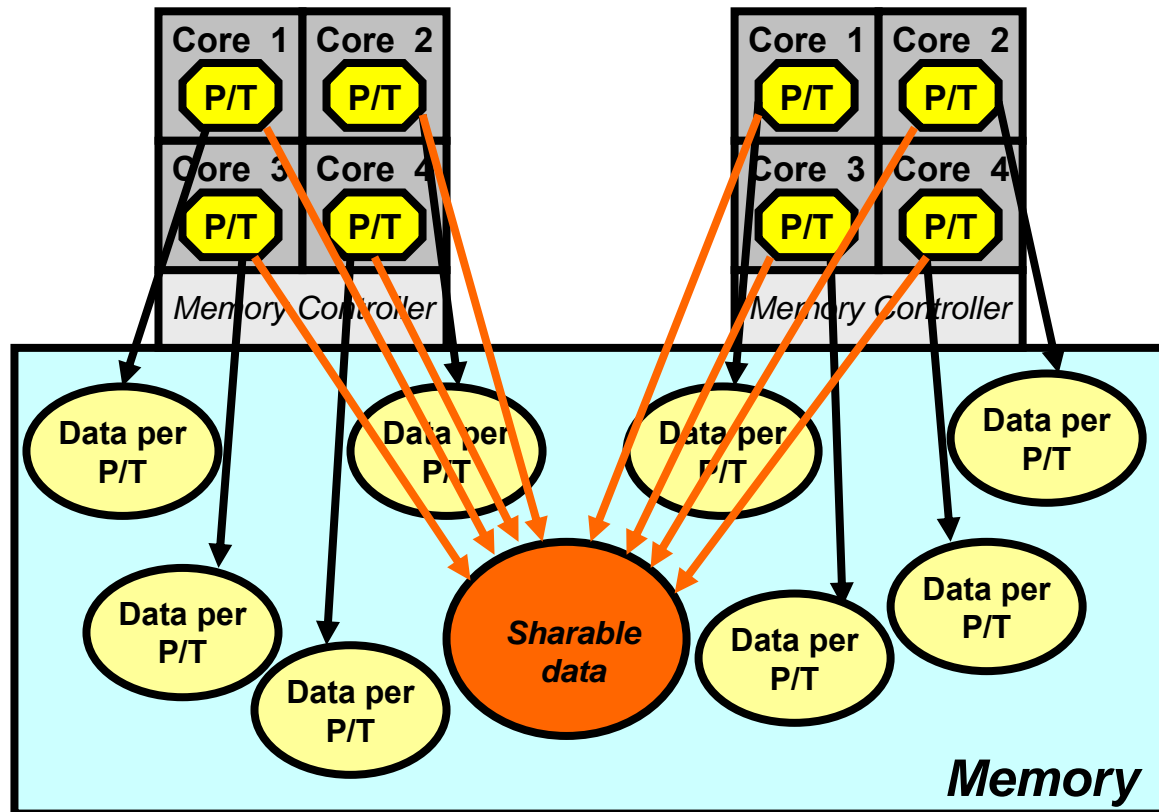 Core 1
Core 2
P/T
P/T
Core 3
Core 4
P/T
P/T
Memory Controller
Core 1
Core 2
P/T
P/T
Core 3
Core 4
P/T
P/T
Memory Controller
Data per
P/T
Data per
P/T
Data per
P/T
Data per
P/T
Data per
P/T
Data per
P/T
Sharable
data
Data per
P/T
Data per
P/T
Memory